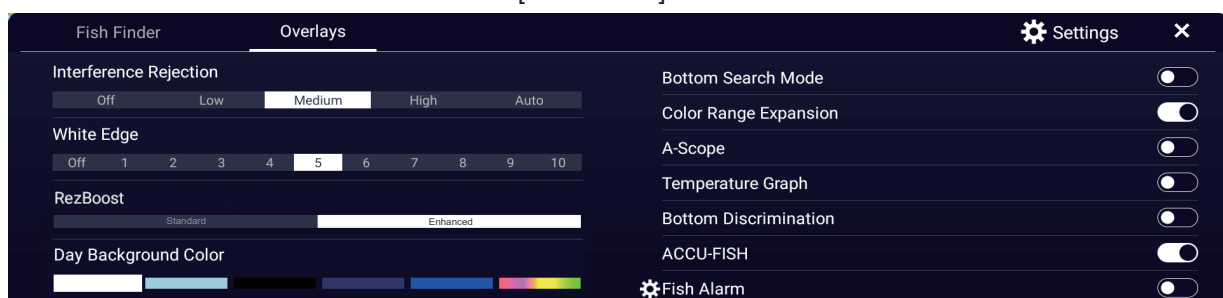 Fish Finder Overlays Settings
Interference Rejection
Off Low Medium High Auto
White Edge
Off 1 2 3 4 5 6 7 8 9 10
RezBoost
Standard Enhanced
Day Background Color
Bottom Search Mode
Color Range Expansion
A-Scope
Temperature Graph
Bottom Discrimination
ACCU-FISH
Fish Alarm